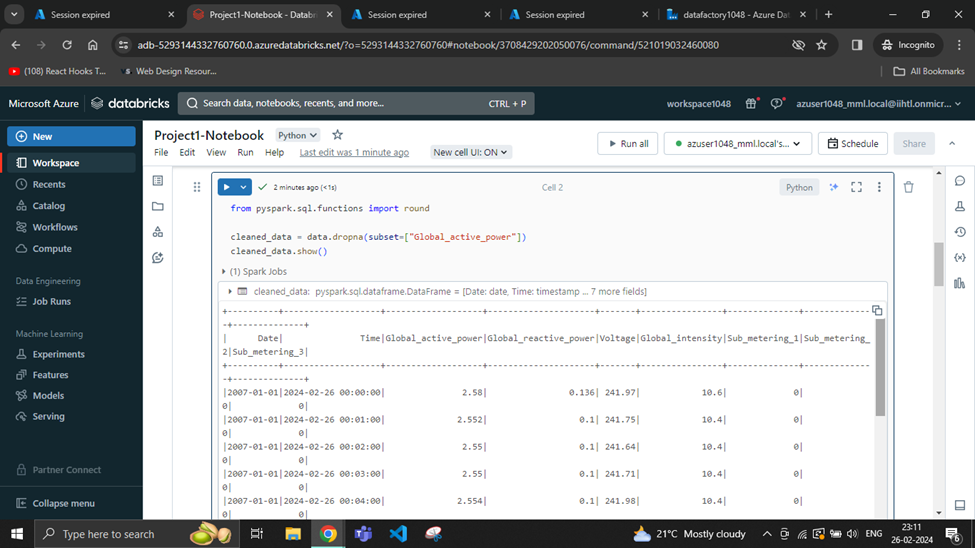 Session expired
Project1-Notebook - Databri
Session expired
Session expired
datafactory1048 - Azure Dat
adb-5293144332760760.0.azuredatabricks.net/?o=5293144332760760#notebook/3708429202050076/command/521019032460080
Incognito
(108) React Hooks T...
Web Design Resour...
All Bookmarks
Microsoft Azure
databricks
Search data, notebooks, recents, and more...
CTRL + P
workspace1048
azuser1048_mml.local@iihtl.onmicr...
New
Workspace
Recents
Catalog
Workflows
Compute
Data Engineering
Job Runs
Machine Learning
Experiments
Features
Models
Serving
Partner Connect
Collapse menu
Project1-Notebook
Python
File Edit View Run Help Last edit was 1 minute ago
New cell UI: ON
Run all
azuser1048_mml.local's...
Schedule
Share
2 minutes ago (<1s)
Cell 2
Python
from pyspark.sql.functions import round
cleaned_data = data.dropna(subset=["Global_active_power"])
cleaned_data.show()
(1) Spark Jobs
cleaned_data: pyspark.sql.dataframe.DataFrame = [Date: date, Time: timestamp ... 7 more fields]
+----------+-------------------+-------------------+---------------------+-------+----------------+--------------+-------------
-+--------------+
| Date| Time|Global_active_power|Global_reactive_power|Voltage|Global_intensity|Sub_metering_1|Sub_metering_
2|Sub_metering_3|
+----------+-------------------+-------------------+---------------------+-------+----------------+--------------+-------------
-+--------------+
|2007-01-01|2024-02-26 00:00:00| 2.58| 0.136| 241.97| 10.6| 0|
0| 0|
|2007-01-01|2024-02-26 00:01:00| 2.552| 0.1| 241.75| 10.4| 0|
0| 0|
|2007-01-01|2024-02-26 00:02:00| 2.55| 0.1| 241.64| 10.4| 0|
0| 0|
|2007-01-01|2024-02-26 00:03:00| 2.55| 0.1| 241.71| 10.4| 0|
0| 0|
|2007-01-01|2024-02-26 00:04:00| 2.554| 0.1| 241.98| 10.4| 0|
0| 0|
Type here to search
21°C Mostly cloudy
ENG
23:11
26-02-2024
6